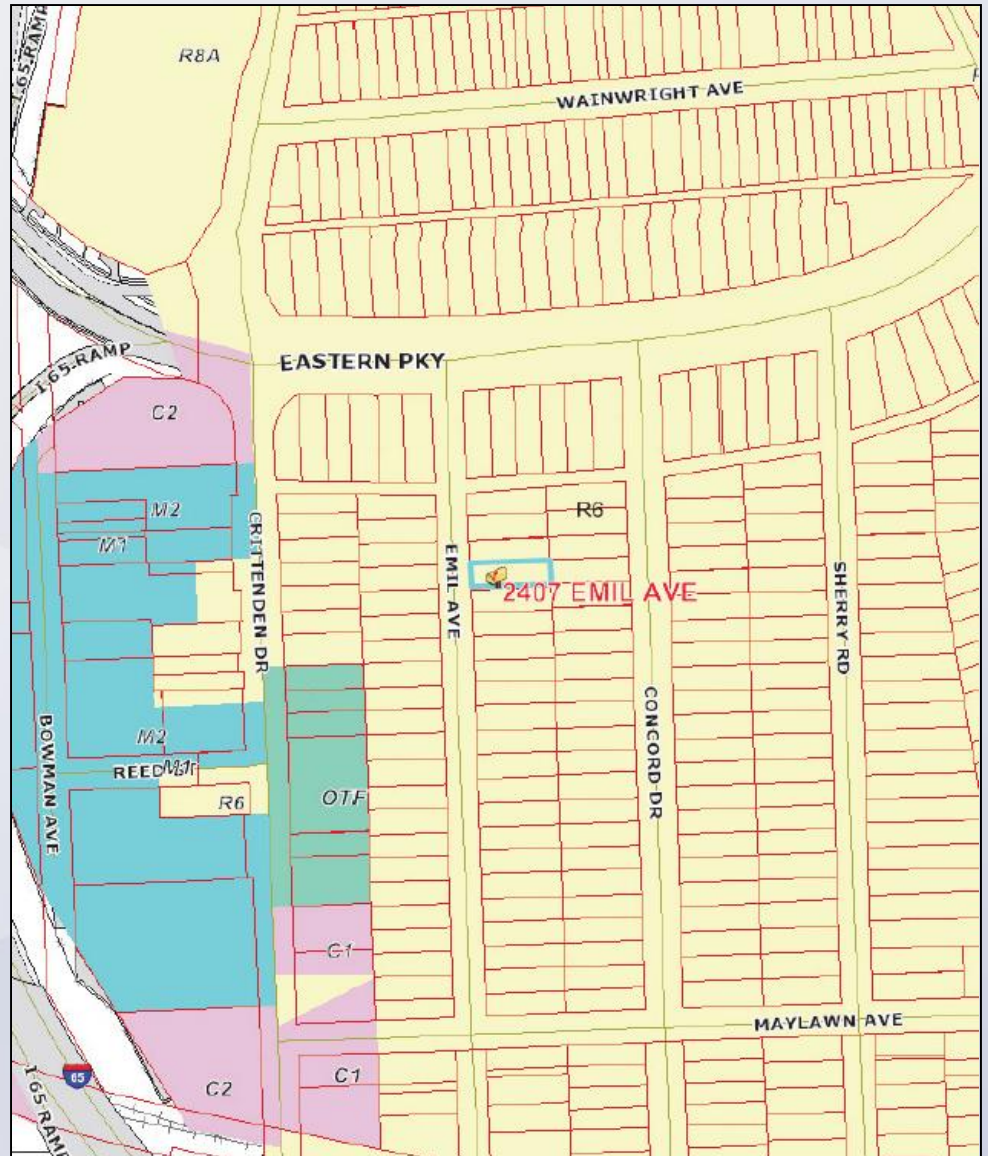 I 65 RAMP
R8A
WAINWRIGHT AVE
I 65 RAMP
EASTERN PKY
C2
M2
M1
R6
CRITTENDEN DR
EMIL AVE
2407 EMIL AVE
SHERRY RD
CONCORD DR
BOWMAN AVE
M2
REED
M1
R6
OTF
C1
MAYLAWN AVE
65
C2
C1
I 65 RAMP